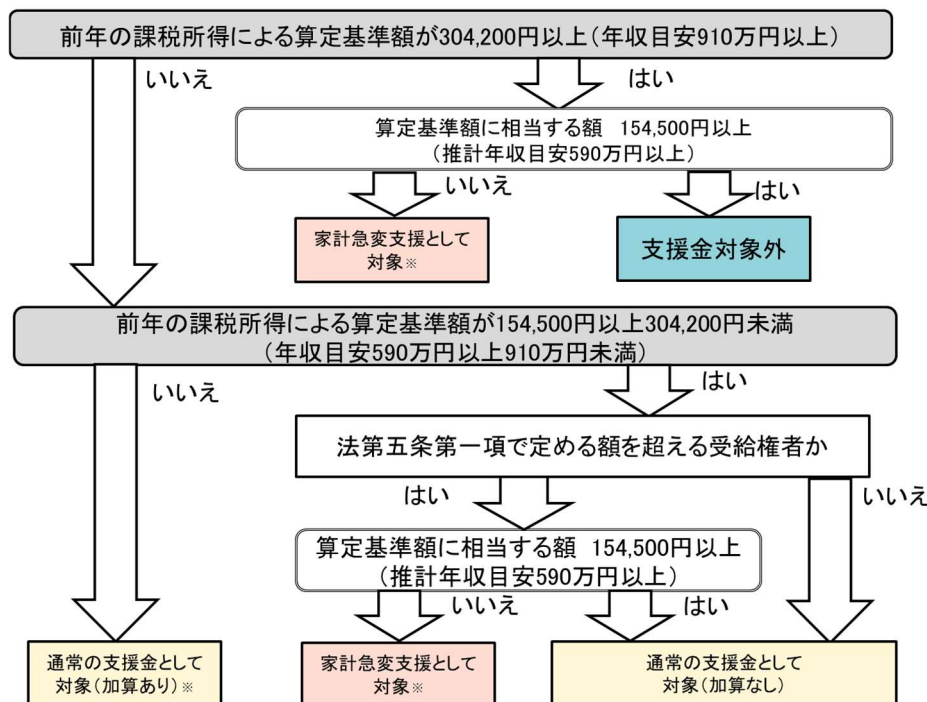 前年の課税所得による算定基準額が304,200円以上(年収目安910万円以上)
いいえ
はい
算定基準額に相当する額 154,500円以上
(推計年収目安590万円以上)
いいえ
はい
家計急変支援として
対象※
支援金対象外
前年の課税所得による算定基準額が154,500円以上304,200円未満
(年収目安590万円以上910万円未満)
いいえ
はい
法第五条第一項で定める額を超える受給権者か
はい
いいえ
算定基準額に相当する額 154,500円以上
(推計年収目安590万円以上)
いいえ
はい
通常の支援金として
対象(加算あり)※
家計急変支援として
対象※
通常の支援金として
対象(加算なし)